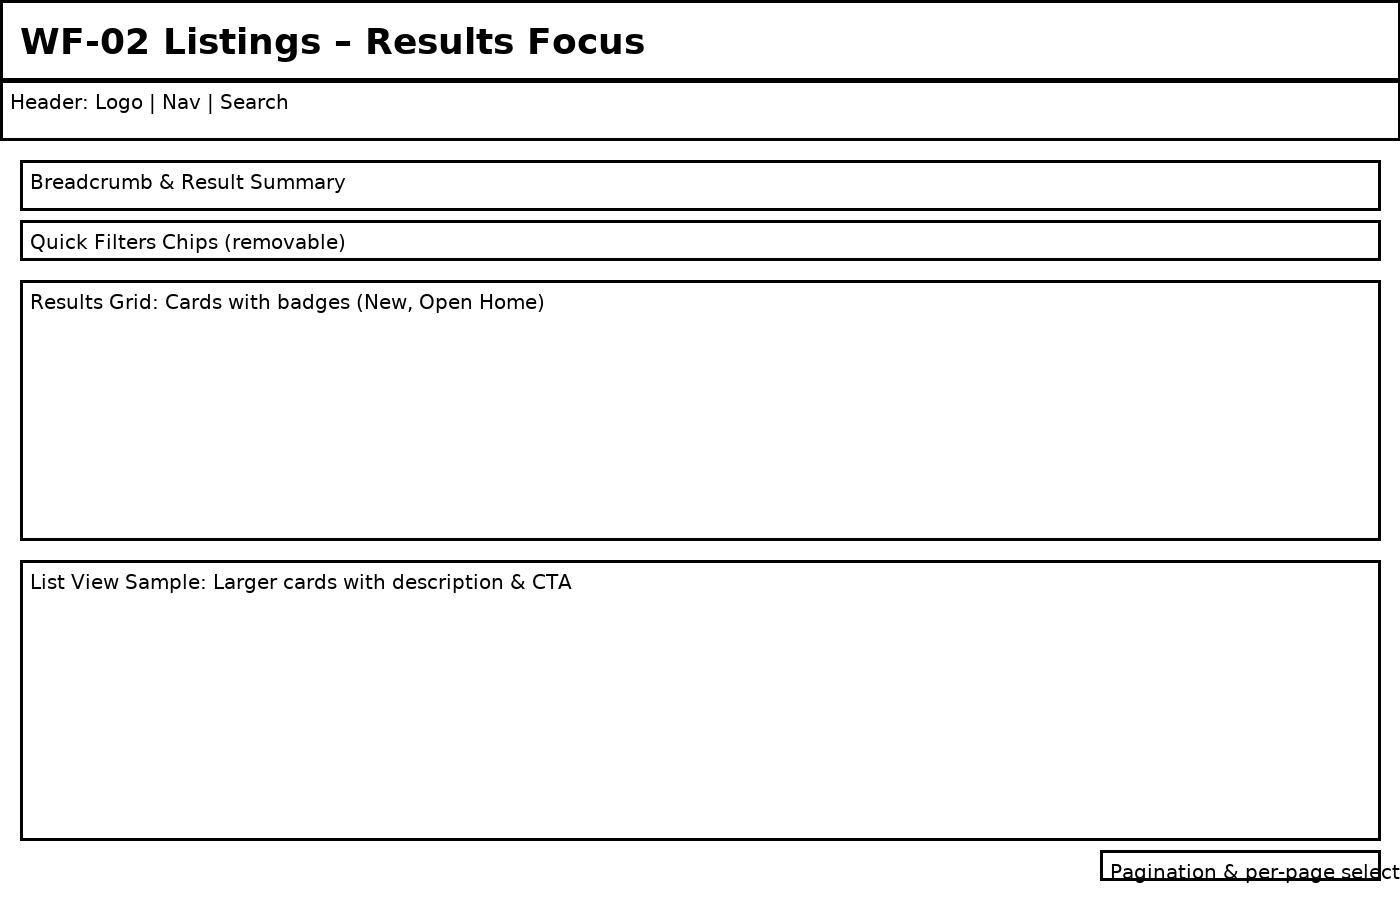 WF-02 Listings – Results Focus
Header: Logo | Nav | Search
Breadcrumb & Result Summary
Quick Filters Chips (removable)
Results Grid: Cards with badges (New, Open Home)
List View Sample: Larger cards with description & CTA
Pagination & per-page select